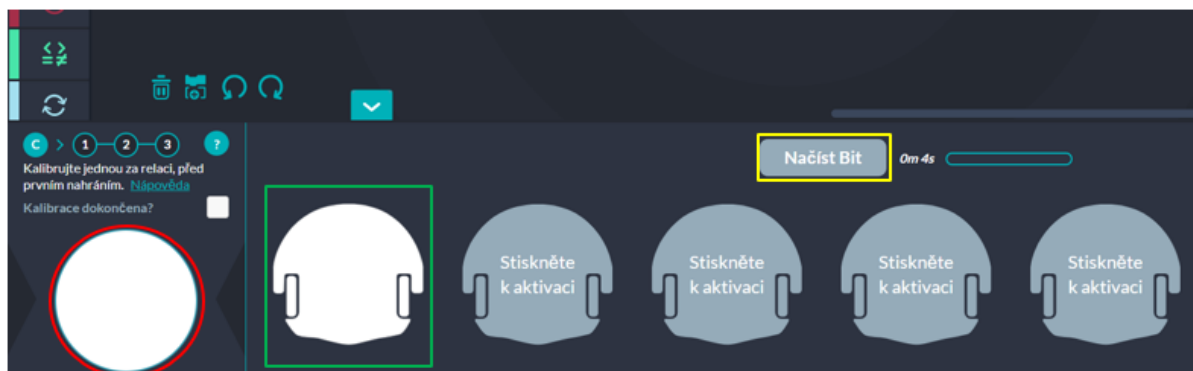 C > 1 2 3 ?
Kalibrujte jednou za relaci, před
prvním nahráním. Nápověda
Kalibrace dokončena?
Načíst Bit 0m 4s
Stiskněte
k aktivaci
Stiskněte
k aktivaci
Stiskněte
k aktivaci
Stiskněte
k aktivaci